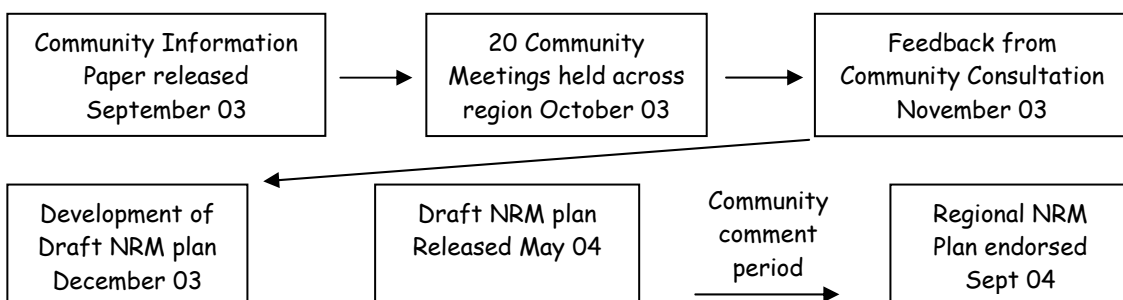 Community Information
Paper released
September 03
20 Community
Meetings held across
region October 03
Feedback from
Community Consultation
November 03
Development of
Draft NRM plan
December 03
Draft NRM plan
Released May 04
Community
comment
period
Regional NRM
Plan endorsed
Sept 04